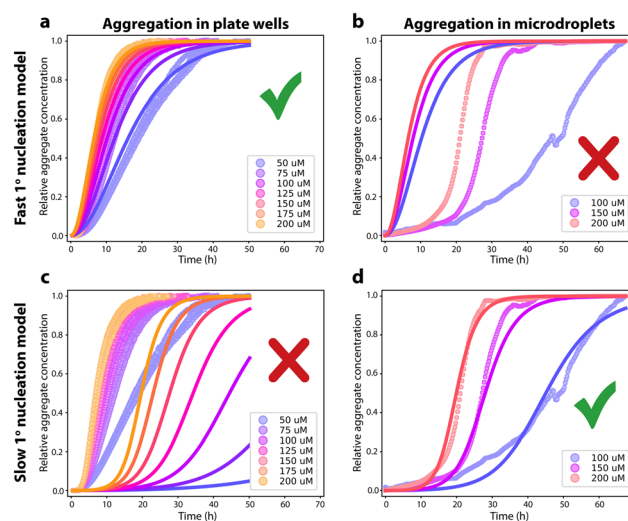 Aggregation in plate wells
Aggregation in microdroplets
Fast 1° nucleation model
Slow 1° nucleation model
a
Relative aggregate concentration
1.0
0.8
0.6
0.4
0.2
0.0
50 uM
75 uM
100 uM
125 uM
150 uM
175 uM
200 uM
0 10 20 30 40 50 60 70
Time (h)
b
Relative aggregate concentration
1.0
0.8
0.6
0.4
0.2
0.0
100 uM
150 uM
200 uM
0 10 20 30 40 50 60
Time (h)
c
Relative aggregate concentration
1.0
0.8
0.6
0.4
0.2
0.0
50 uM
75 uM
100 uM
125 uM
150 uM
175 uM
200 uM
0 10 20 30 40 50 60 70
Time (h)
d
Relative aggregate concentration
1.0
0.8
0.6
0.4
0.2
0.0
100 uM
150 uM
200 uM
0 10 20 30 40 50 60
Time (h)